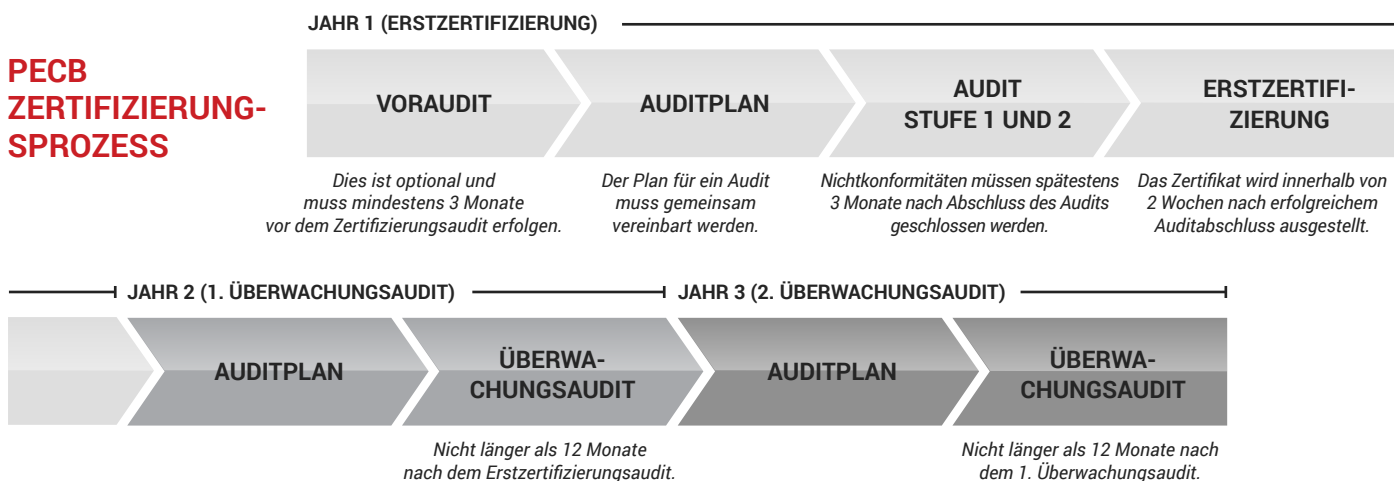 PECB
ZERTIFIZIERUNG-
SPROZESS
JAHR 1 (ERSTZERTIFIZIERUNG)
VORAUDIT
Dies ist optional und
muss mindestens 3 Monate
vor dem Zertifizierungsaudit erfolgen.
AUDITPLAN
Der Plan für ein Audit
muss gemeinsam
vereinbart werden.
AUDIT
STUFE 1 UND 2
Nichtkonformitäten müssen spätestens
3 Monate nach Abschluss des Audits
geschlossen werden.
ERSTZERTIFI-
ZIERUNG
Das Zertifikat wird innerhalb von
2 Wochen nach erfolgreichem
Auditabschluss ausgestellt.
JAHR 2 (1. ÜBERWACHUNGSAUDIT)
AUDITPLAN
ÜBERWA-
CHUNGSAUDIT
Nicht länger als 12 Monate
nach dem Erstzertifizierungsaudit.
JAHR 3 (2. ÜBERWACHUNGSAUDIT)
AUDITPLAN
ÜBERWA-
CHUNGSAUDIT
Nicht länger als 12 Monate nach
dem 1. Überwachungsaudit.